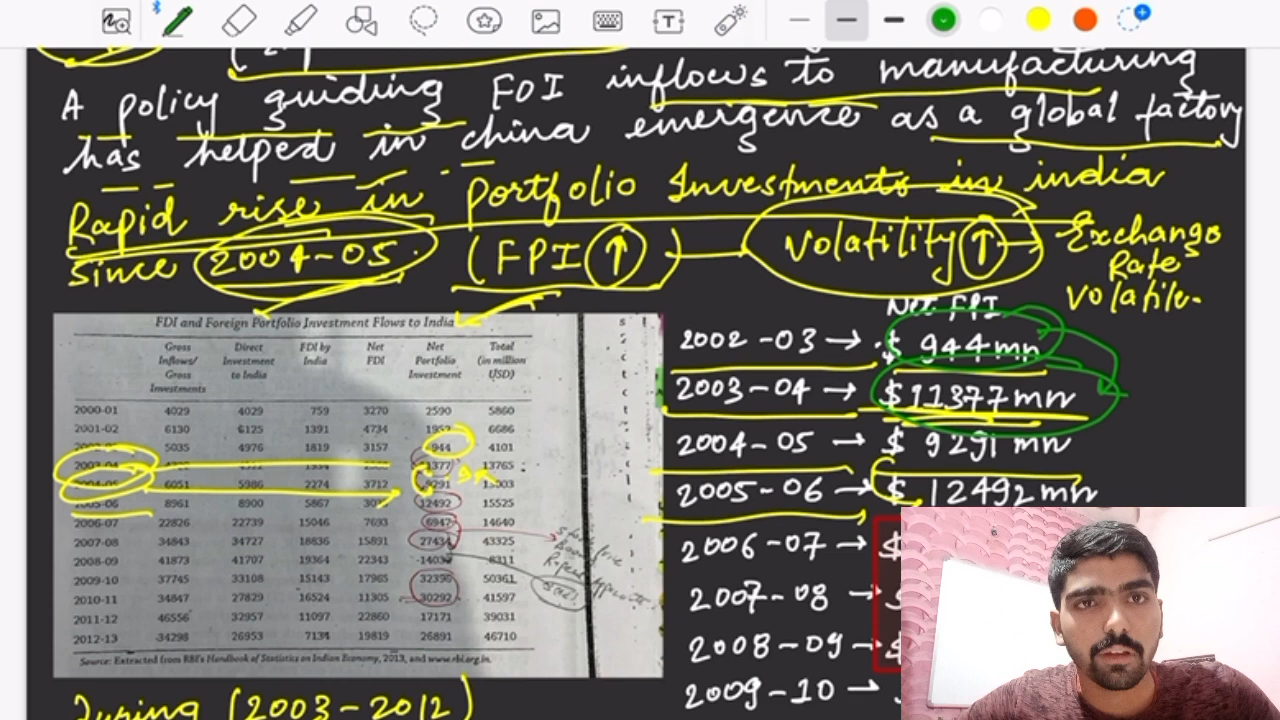 A policy guiding FDI inflows to manufacturing
has helped in china emergence as a global factory
Rapid rise in Portfolio Investments in india
since 2004-05 (FPI ↑) volatility ↑ Exchange
Rate
volatile.
FDI and Foreign Portfolio Investment Flows to India
Gross Inflows/ Gross Investments
Direct Investment to India
FDI by India
Net FDI
Net Portfolio Investment
Total (in million USD)
2000-01 4029 4029 759 3270 2590 5860
2001-02 6130 6125 1391 4734 1952 6686
5035 4976 1819 3157 944 4101
2003-04 1377 13765
2004-05 6051 5986 2274 3712 9291
2005-06 8961 8900 5867 12492 15525
2006-07 22826 22739 15046 7693 6947 14640
2007-08 34843 34727 18836 15891 27434 43325
2008-09 41873 41707 19364 22343 8311
2009-10 37745 33108 15143 17965 32396 50361
2010-11 34847 27829 16524 11305 30292 41597
2011-12 46556 32957 11097 22860 17171 39031
2012-13 34298 26953 7134 19819 26891 46710
Source: Extracted from RBI's Handbook of Statistics on Indian Economy, 2013, and www.rbi.org.in.
Net FPI
2002-03 → $ 944 mn
2003-04 → $11377 mn
2004-05 → $ 9291 mn
2005-06 → $ 12492 mn
2006-07 → $
2007-08 →
2008-09 →
2009-10 →
During (2003-2012)